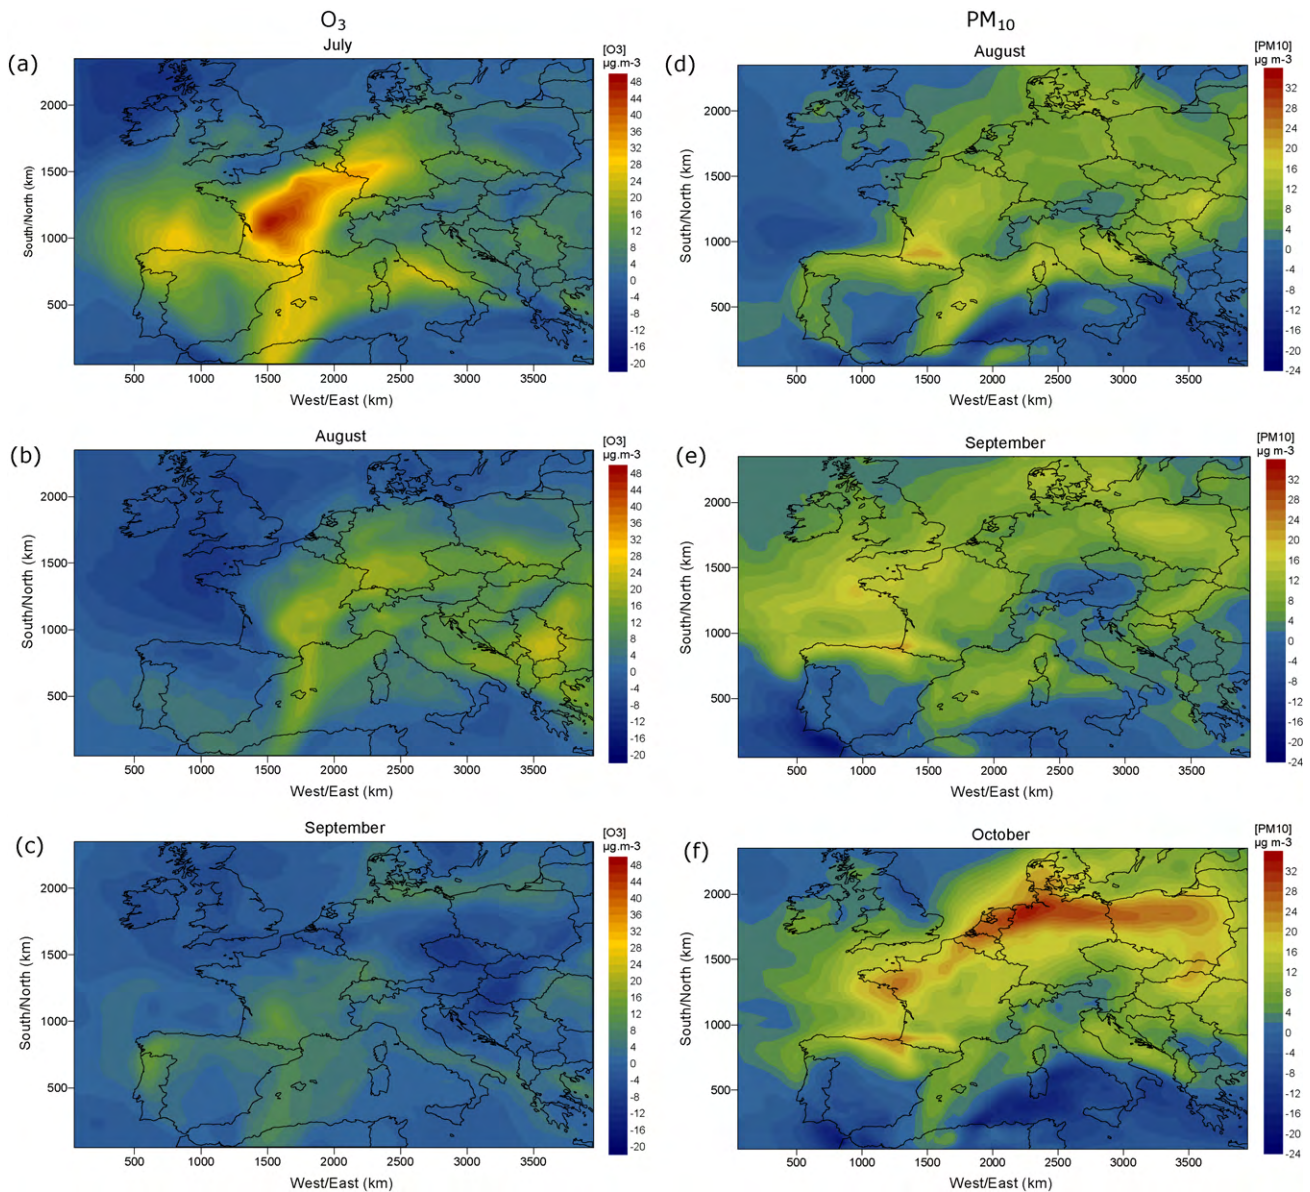 O3
PM10
(a)
July
[O3]
µg.m-3
48
44
40
36
32
28
24
20
16
12
8
4
0
-4
-8
-12
-16
-20
South/North (km)
2000
1500
1000
500
500 1000 1500 2000 2500 3000 3500
West/East (km)
(d)
August
[PM10]
µg m-3
32
28
24
20
16
12
8
4
0
-4
-8
-12
-16
-20
-24
South/North (km)
2000
1500
1000
500
500 1000 1500 2000 2500 3000 3500
West/East (km)
(b)
August
[O3]
µg.m-3
48
44
40
36
32
28
24
20
16
12
8
4
0
-4
-8
-12
-16
-20
South/North (km)
2000
1500
1000
500
500 1000 1500 2000 2500 3000 3500
West/East (km)
(e)
September
[PM10]
µg m-3
32
28
24
20
16
12
8
4
0
-4
-8
-12
-16
-20
-24
South/North (km)
2000
1500
1000
500
500 1000 1500 2000 2500 3000 3500
West/East (km)
(c)
September
[O3]
µg.m-3
48
44
40
36
32
28
24
20
16
12
8
4
0
-4
-8
-12
-16
-20
South/North (km)
2000
1500
1000
500
500 1000 1500 2000 2500 3000 3500
West/East (km)
(f)
October
[PM10]
µg m-3
32
28
24
20
16
12
8
4
0
-4
-8
-12
-16
-20
-24
South/North (km)
2000
1500
1000
500
500 1000 1500 2000 2500 3000 3500
West/East (km)